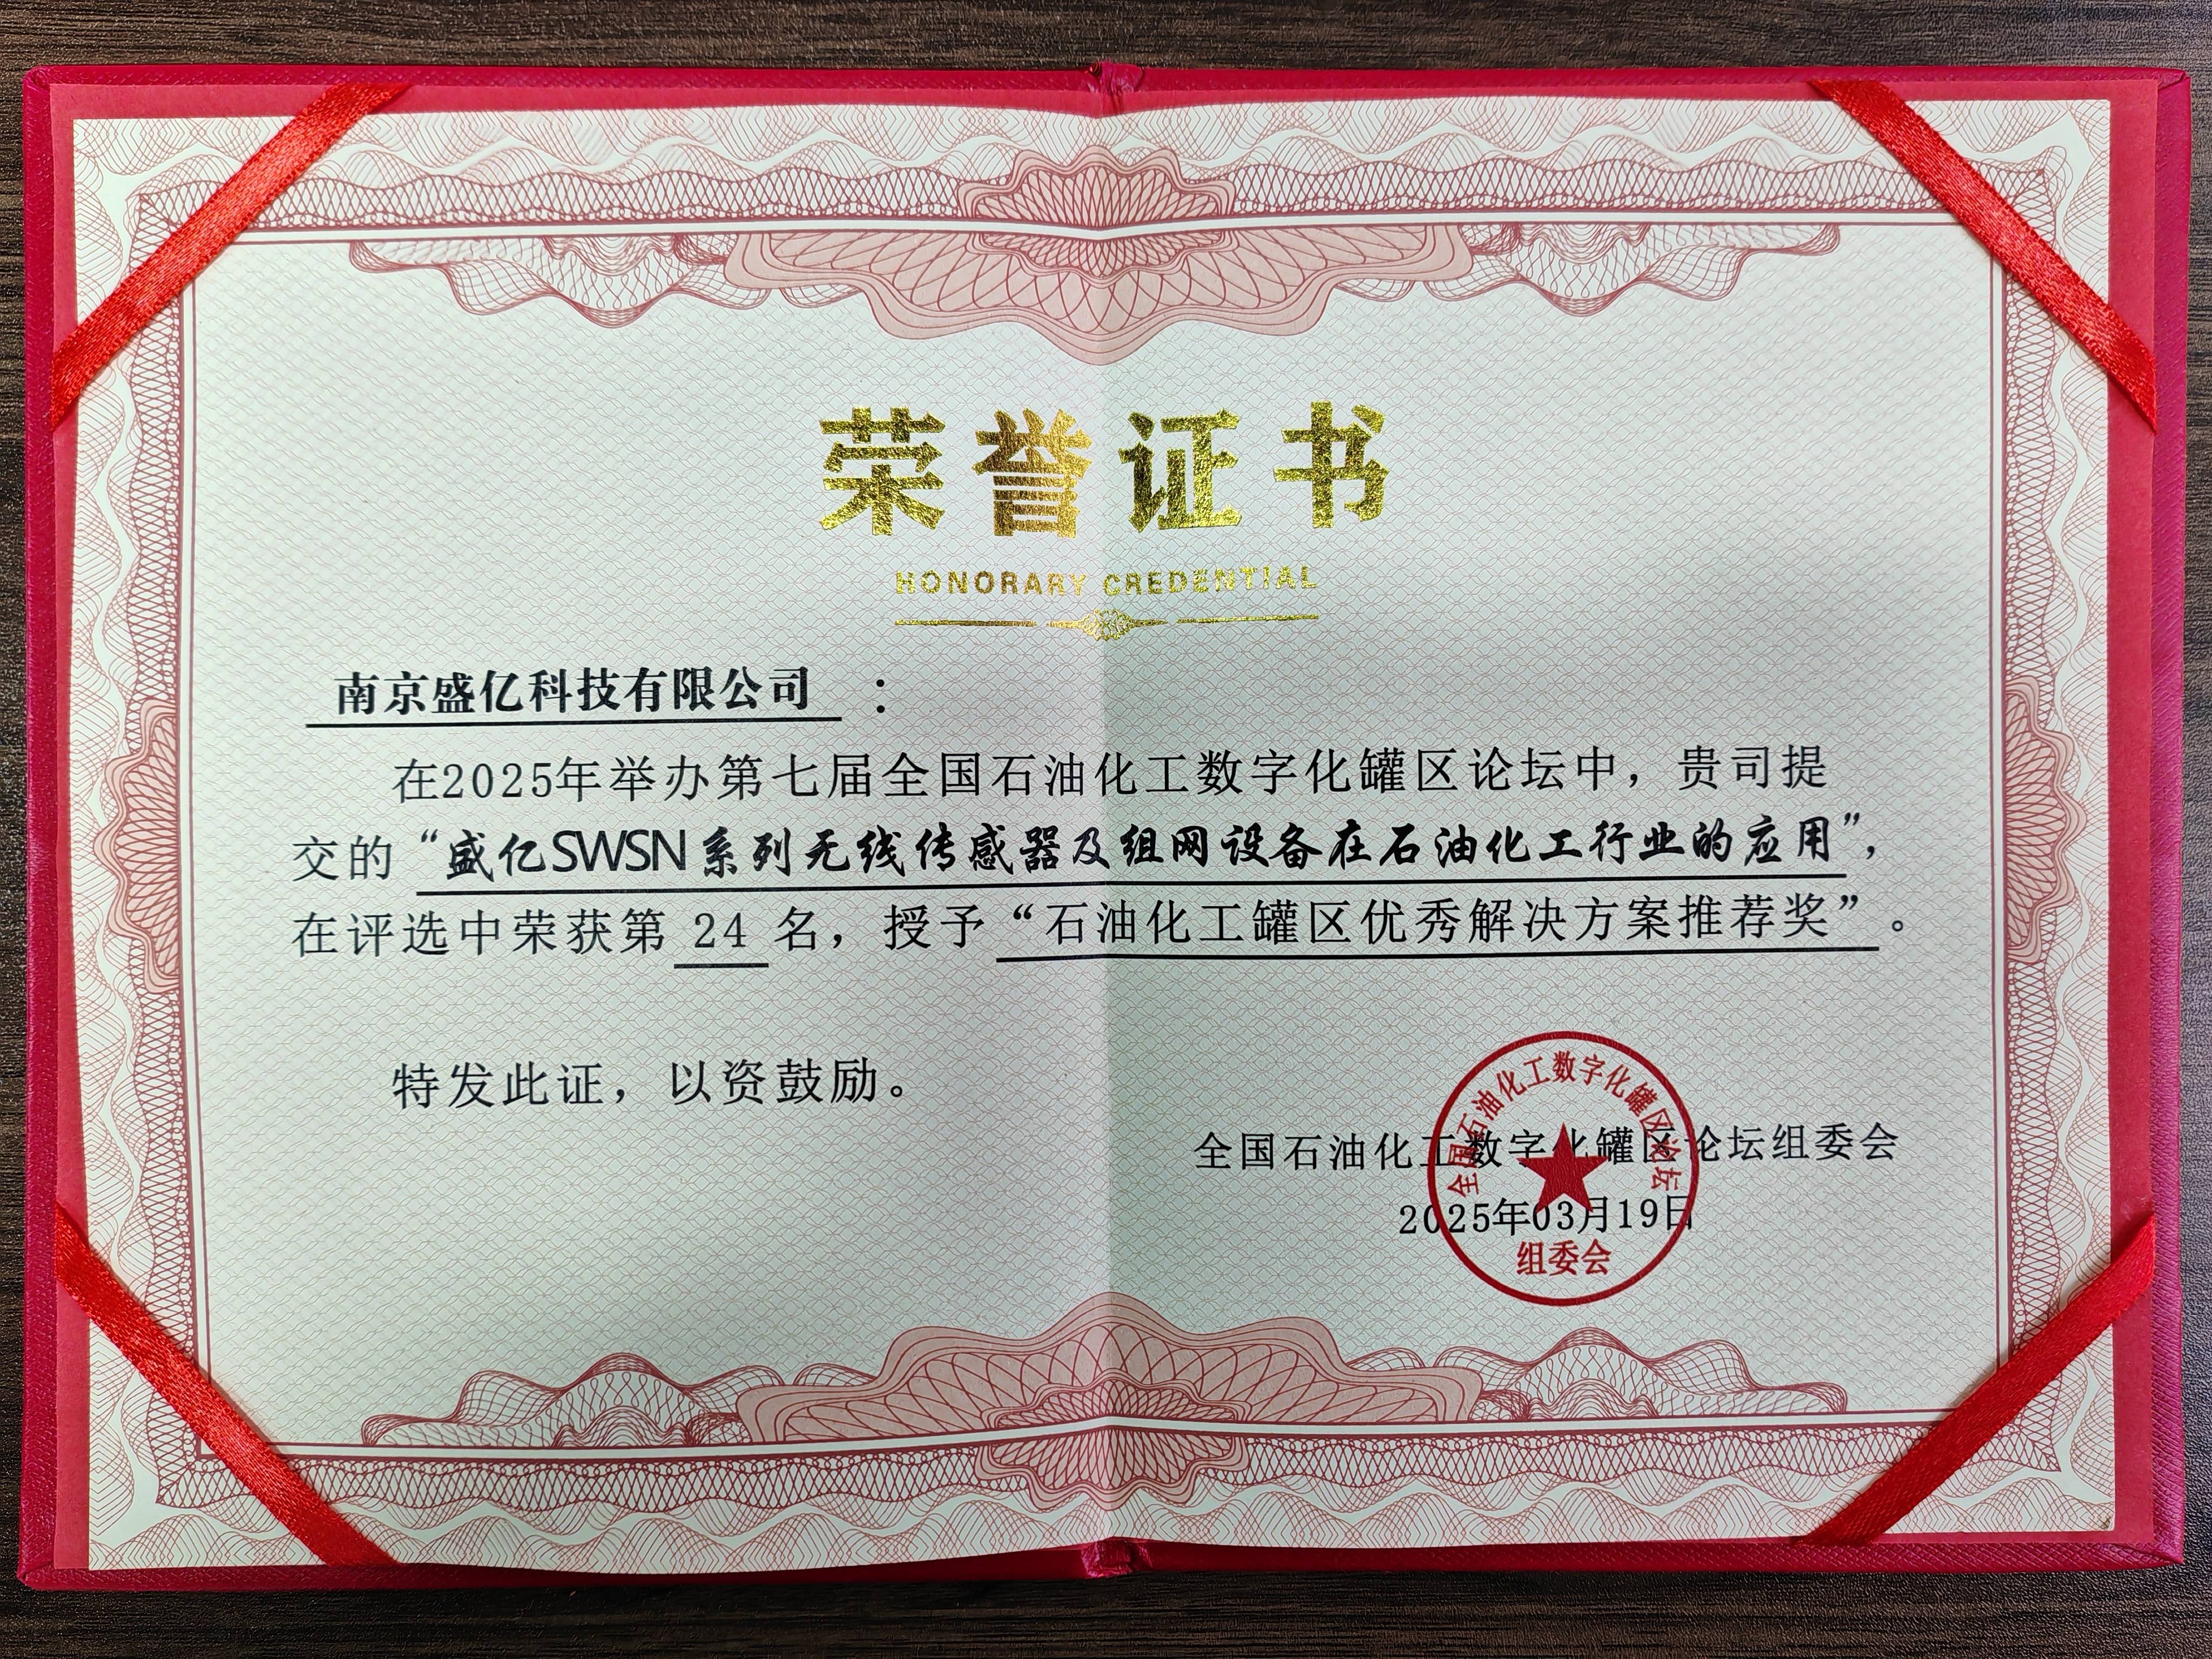 荣誉证书
HONORARY CREDENTIAL
南京盛亿科技有限公司：
在2025年举办第七届全国石油化工数字化罐区论坛中，贵司提
交的“盛亿SWSN系列无线传感器及组网设备在石油化工行业的应用”，
在评选中荣获第 24 名，授予“石油化工罐区优秀解决方案推荐奖”。
特发此证，以资鼓励。
全国石油化工数字化罐区论坛组委会
2025年03月19日
全国石油化工数字化罐区论坛
组委会